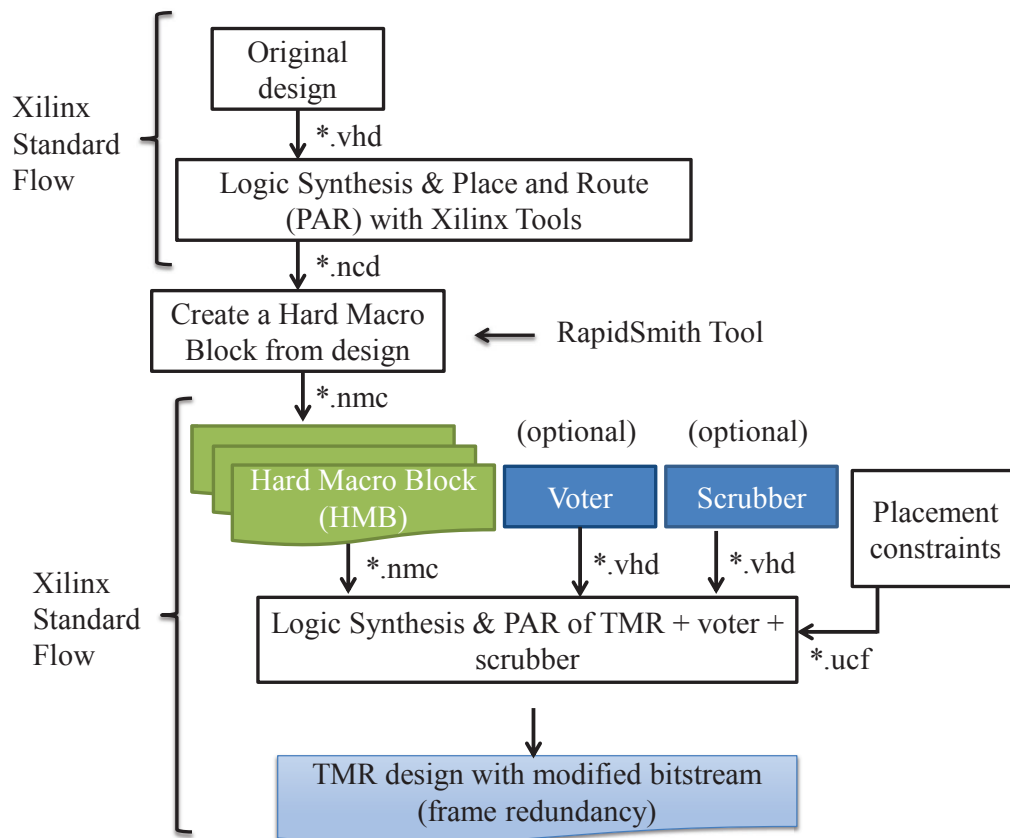 Original
design
Xilinx
Standard
Flow
*.vhd
Logic Synthesis & Place and Route
(PAR) with Xilinx Tools
*.ncd
Create a Hard Macro
Block from design
RapidSmith Tool
*.nmc
(optional)
(optional)
Hard Macro Block
(HMB)
Voter
Scrubber
Placement
constraints
*.nmc
*.vhd
*.vhd
Xilinx
Standard
Flow
Logic Synthesis & PAR of TMR + voter +
scrubber
*.ucf
TMR design with modified bitstream
(frame redundancy)